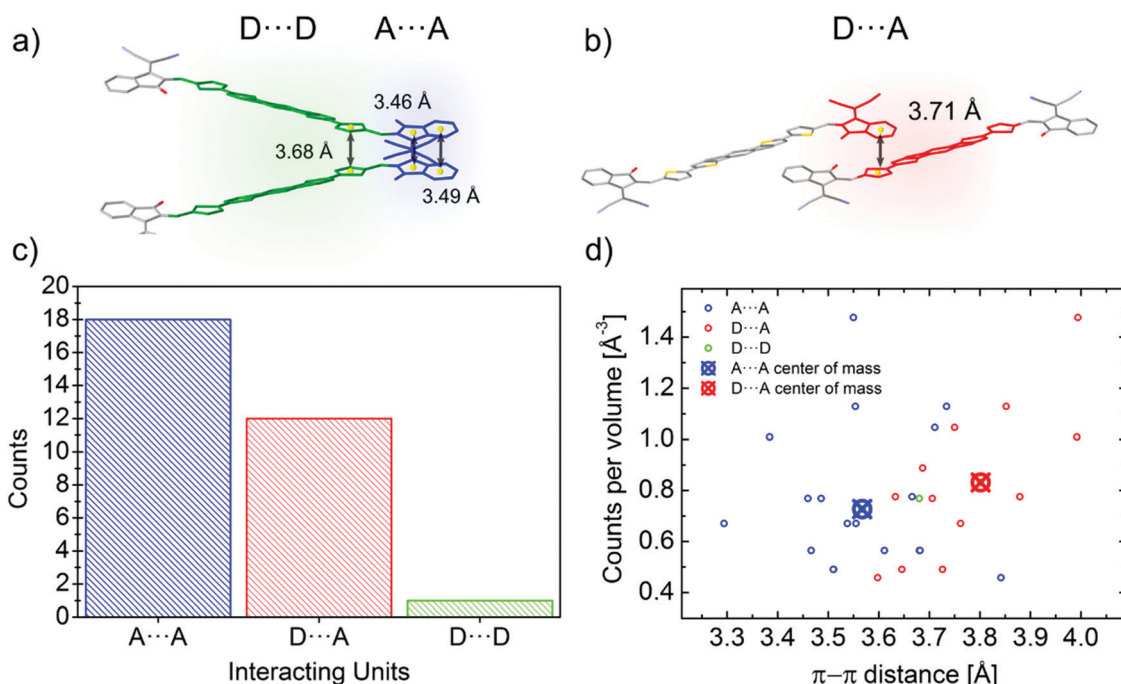 a)
D···D
A···A
3.46 Å
3.68 Å
3.49 Å
b)
D···A
3.71 Å
c)
Counts
20
18
16
14
12
10
8
6
4
2
0
A···A
D···A
D···D
Interacting Units
d)
Counts per volume [Å⁻³]
1.4
1.2
1.0
0.8
0.6
0.4
A···A
D···A
D···D
A···A center of mass
D···A center of mass
3.3 3.4 3.5 3.6 3.7 3.8 3.9 4.0
π–π distance [Å]